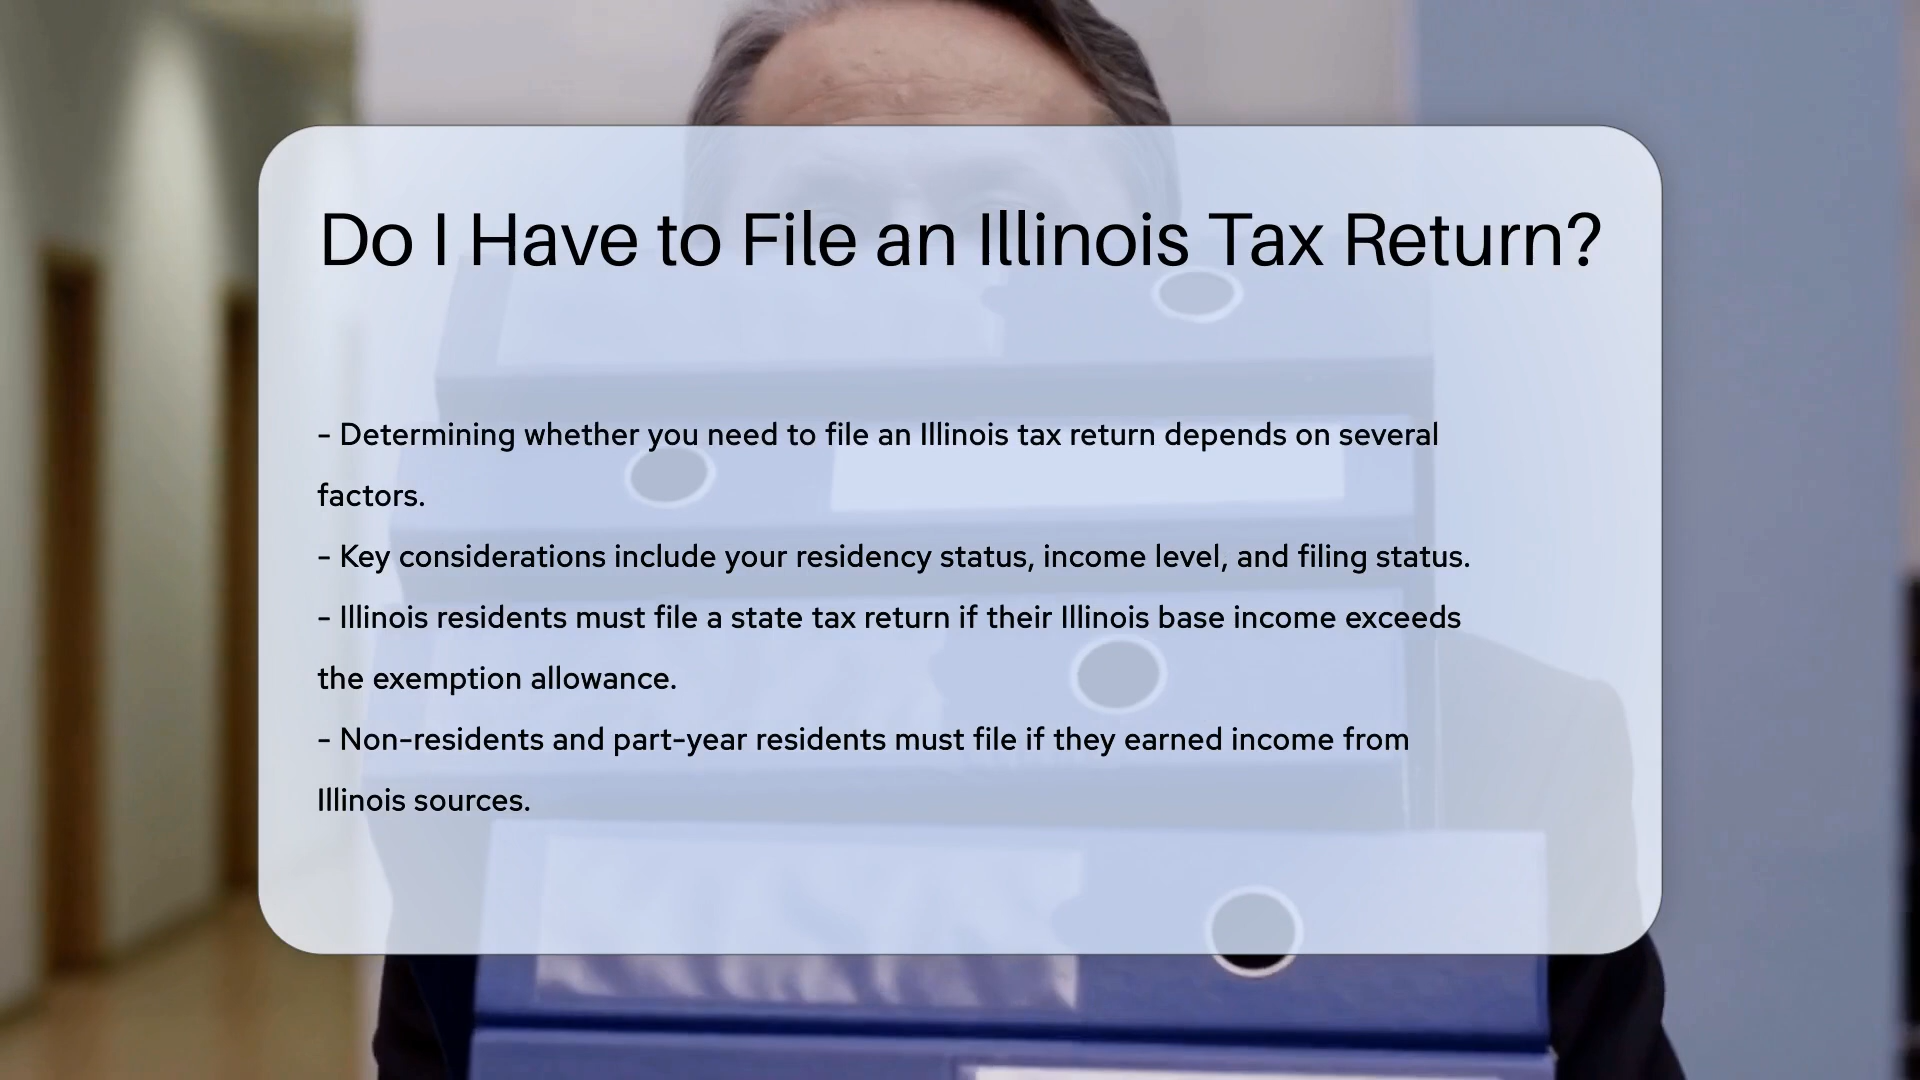 Do I Have to File an Illinois Tax Return?
- Determining whether you need to file an Illinois tax return depends on several
factors.
- Key considerations include your residency status, income level, and filing status.
- Illinois residents must file a state tax return if their Illinois base income exceeds
the exemption allowance.
- Non-residents and part-year residents must file if they earned income from
Illinois sources.